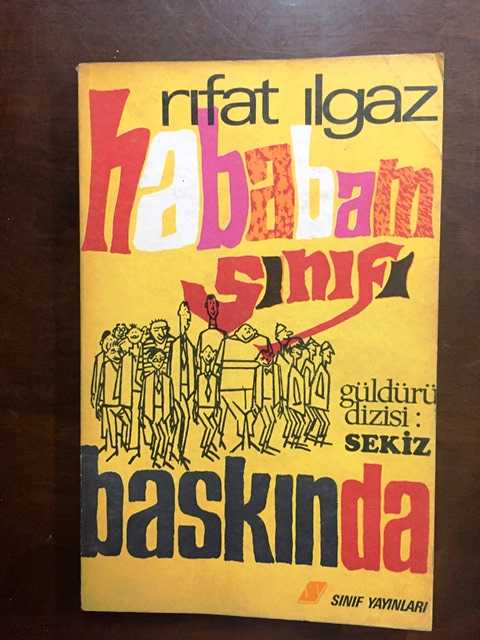 rıfat ılgaz
hababam
sınıfı
güldürü
dizisi:
SEKİZ
baskında
SINIF YAYINLARI